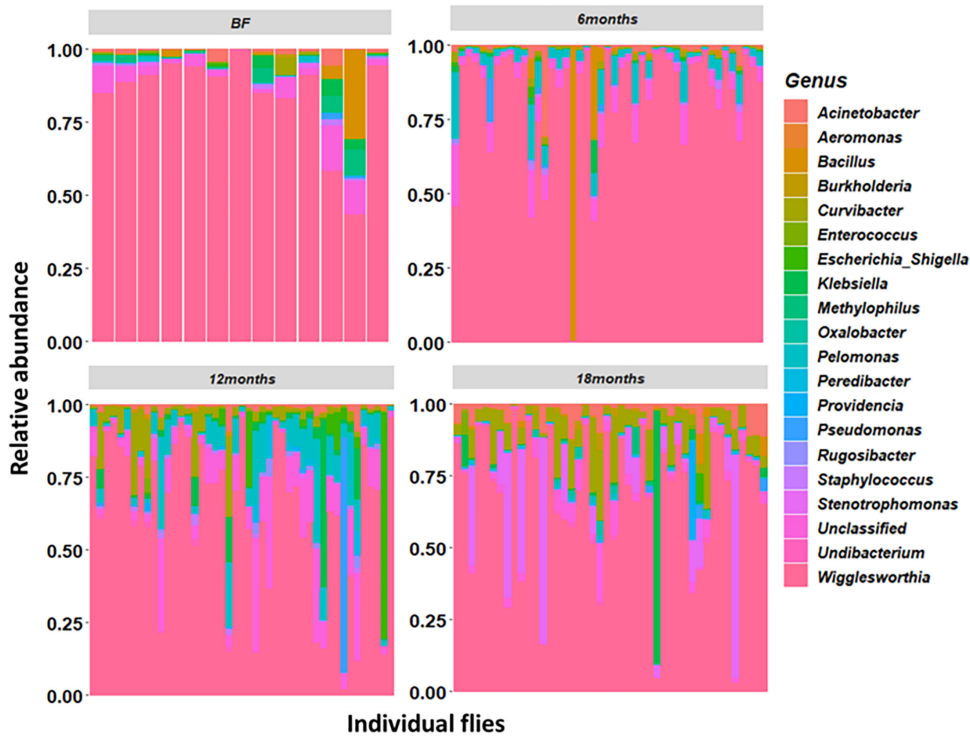 BF
1.00
0.75
0.50
0.25
0.00
6months
1.00
0.75
0.50
0.25
0.00
12months
1.00
0.75
0.50
0.25
0.00
18months
1.00
0.75
0.50
0.25
0.00
Relative abundance
Individual flies
Genus
Acinetobacter
Aeromonas
Bacillus
Burkholderia
Curvibacter
Enterococcus
Escherichia_Shigella
Klebsiella
Methylophilus
Oxalobacter
Pelomonas
Peredibacter
Providencia
Pseudomonas
Rugosibacter
Staphylococcus
Stenotrophomonas
Unclassified
Undibacterium
Wigglesworthia